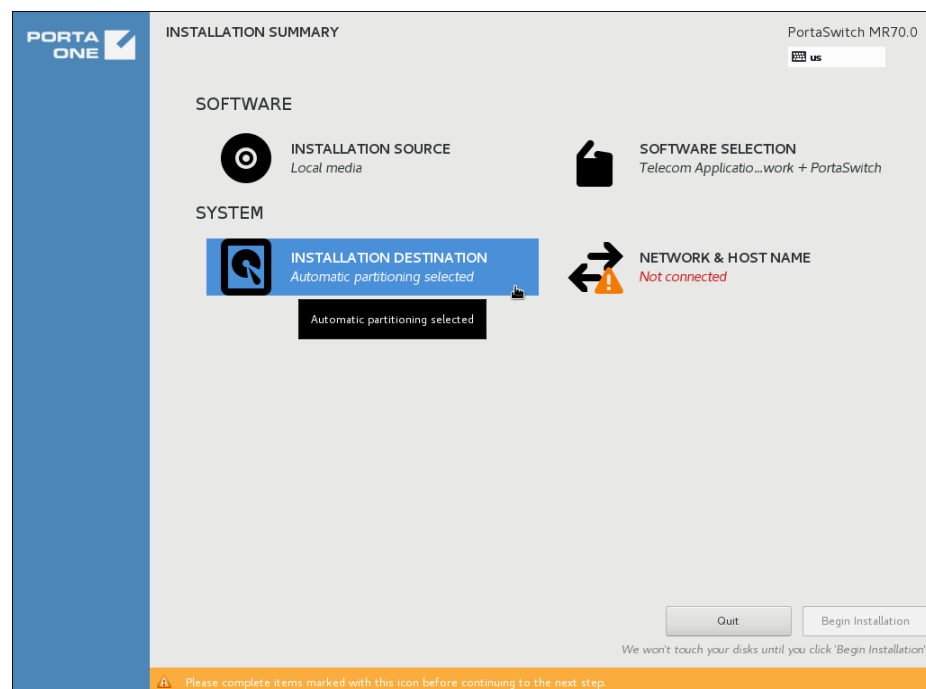 PORTA
ONE
INSTALLATION SUMMARY
PortaSwitch MR70.0
us
SOFTWARE
INSTALLATION SOURCE
Local media
SOFTWARE SELECTION
Telecom Applicatio...work + PortaSwitch
SYSTEM
INSTALLATION DESTINATION
Automatic partitioning selected
NETWORK & HOST NAME
Not connected
Automatic partitioning selected
Quit
Begin Installation
We won't touch your disks until you click 'Begin Installation'
Please complete items marked with this icon before continuing to the next step.